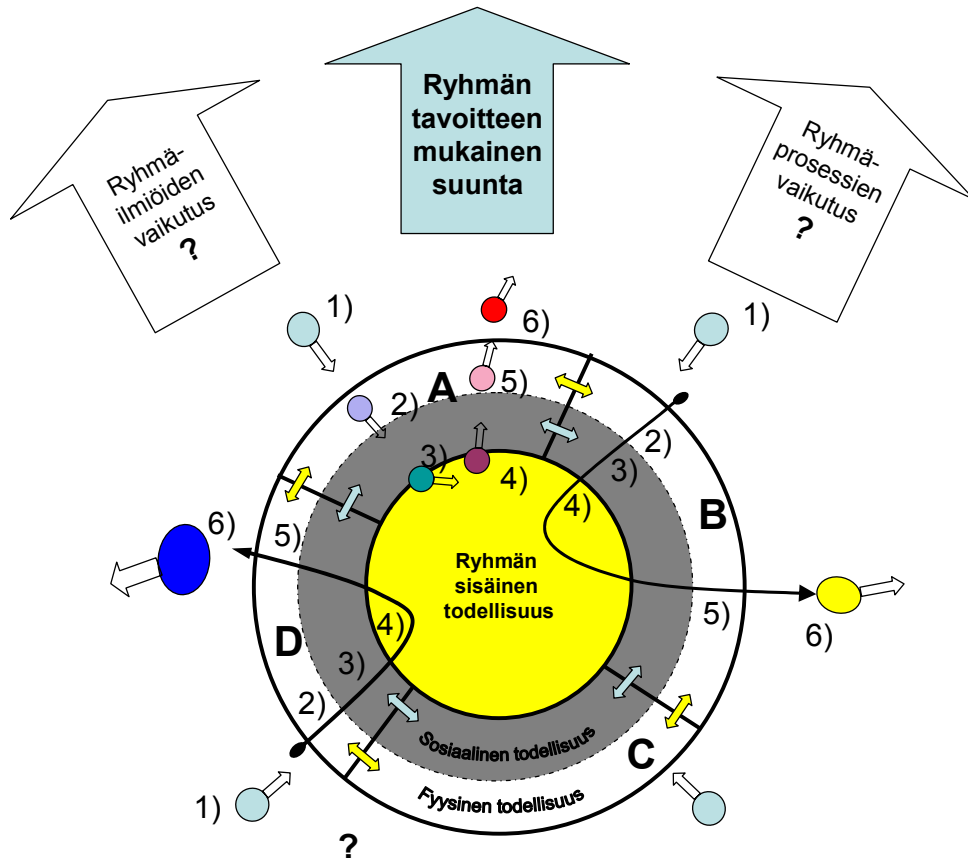 Ryhmän
tavoitteen
mukainen
suunta
Ryhmä-
ilmiöiden
vaikutus
?
Ryhmä-
prosessien
vaikutus
?
1)
6)
1)
A
5)
2)
2)
3)
4)
3)
4)
B
6)
5)
Ryhmän
sisäinen
todellisuus
5)
6)
4)
D
3)
2)
Sosiaalinen todellisuus
C
Fyysinen todellisuus
1)
?